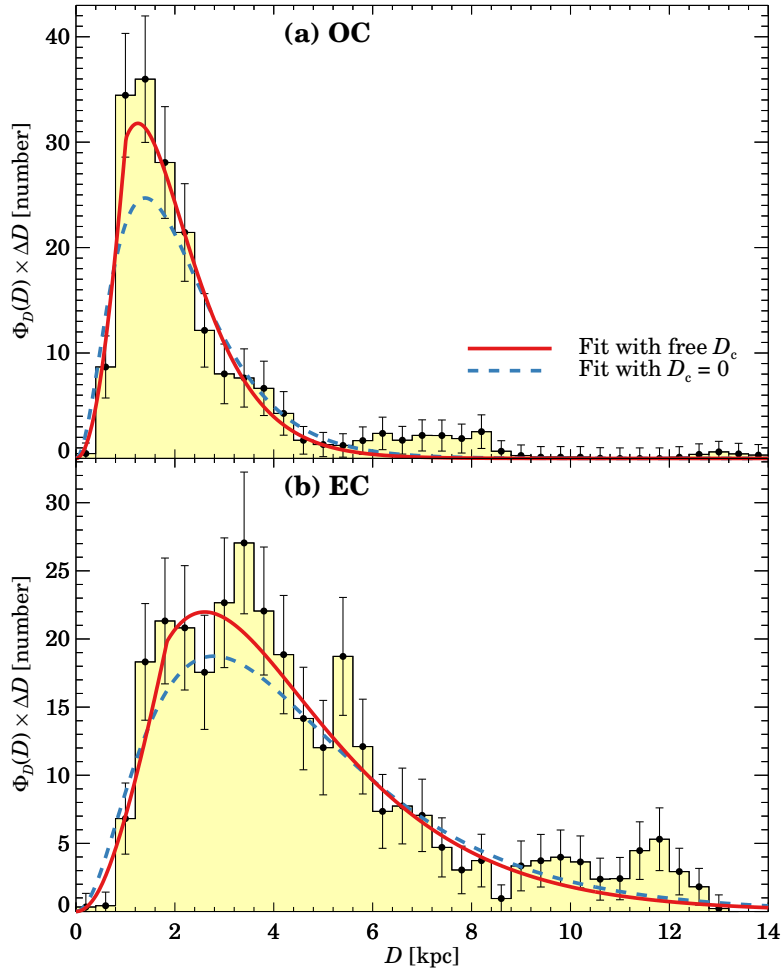 (a) OC
40
30
20
10
0
Φ_D(D) × ΔD [number]
Fit with free D_c
Fit with D_c = 0
(b) EC
30
25
20
15
10
5
0
Φ_D(D) × ΔD [number]
0 2 4 6 8 10 12 14
D [kpc]